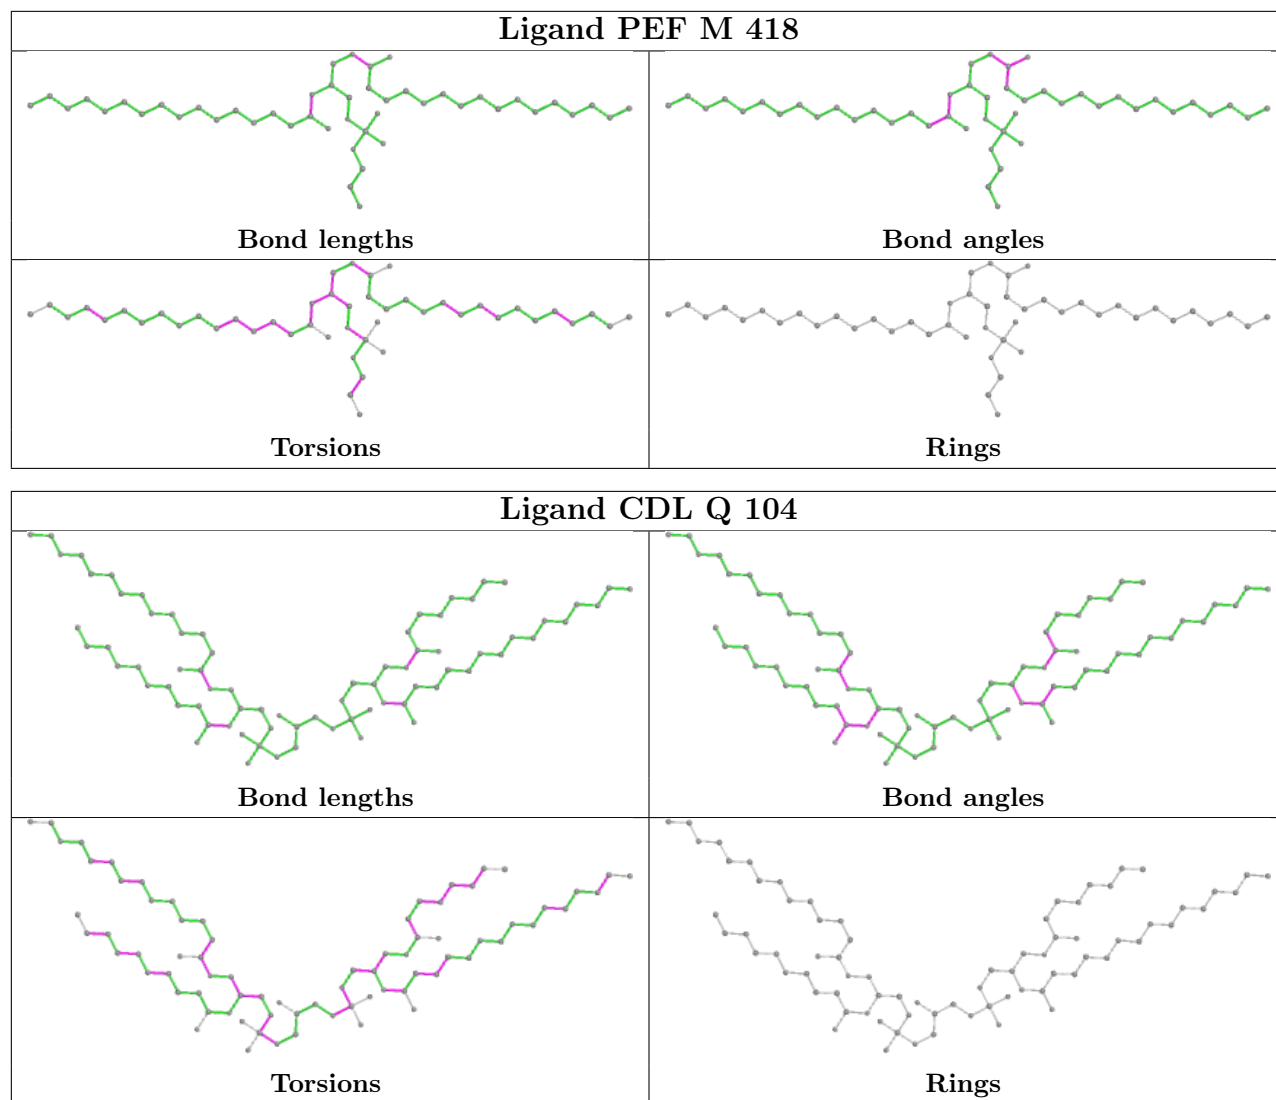 Ligand PEF M 418
Bond lengths
Bond angles
Torsions
Rings
Ligand CDL Q 104
Bond lengths
Bond angles
Torsions
Rings